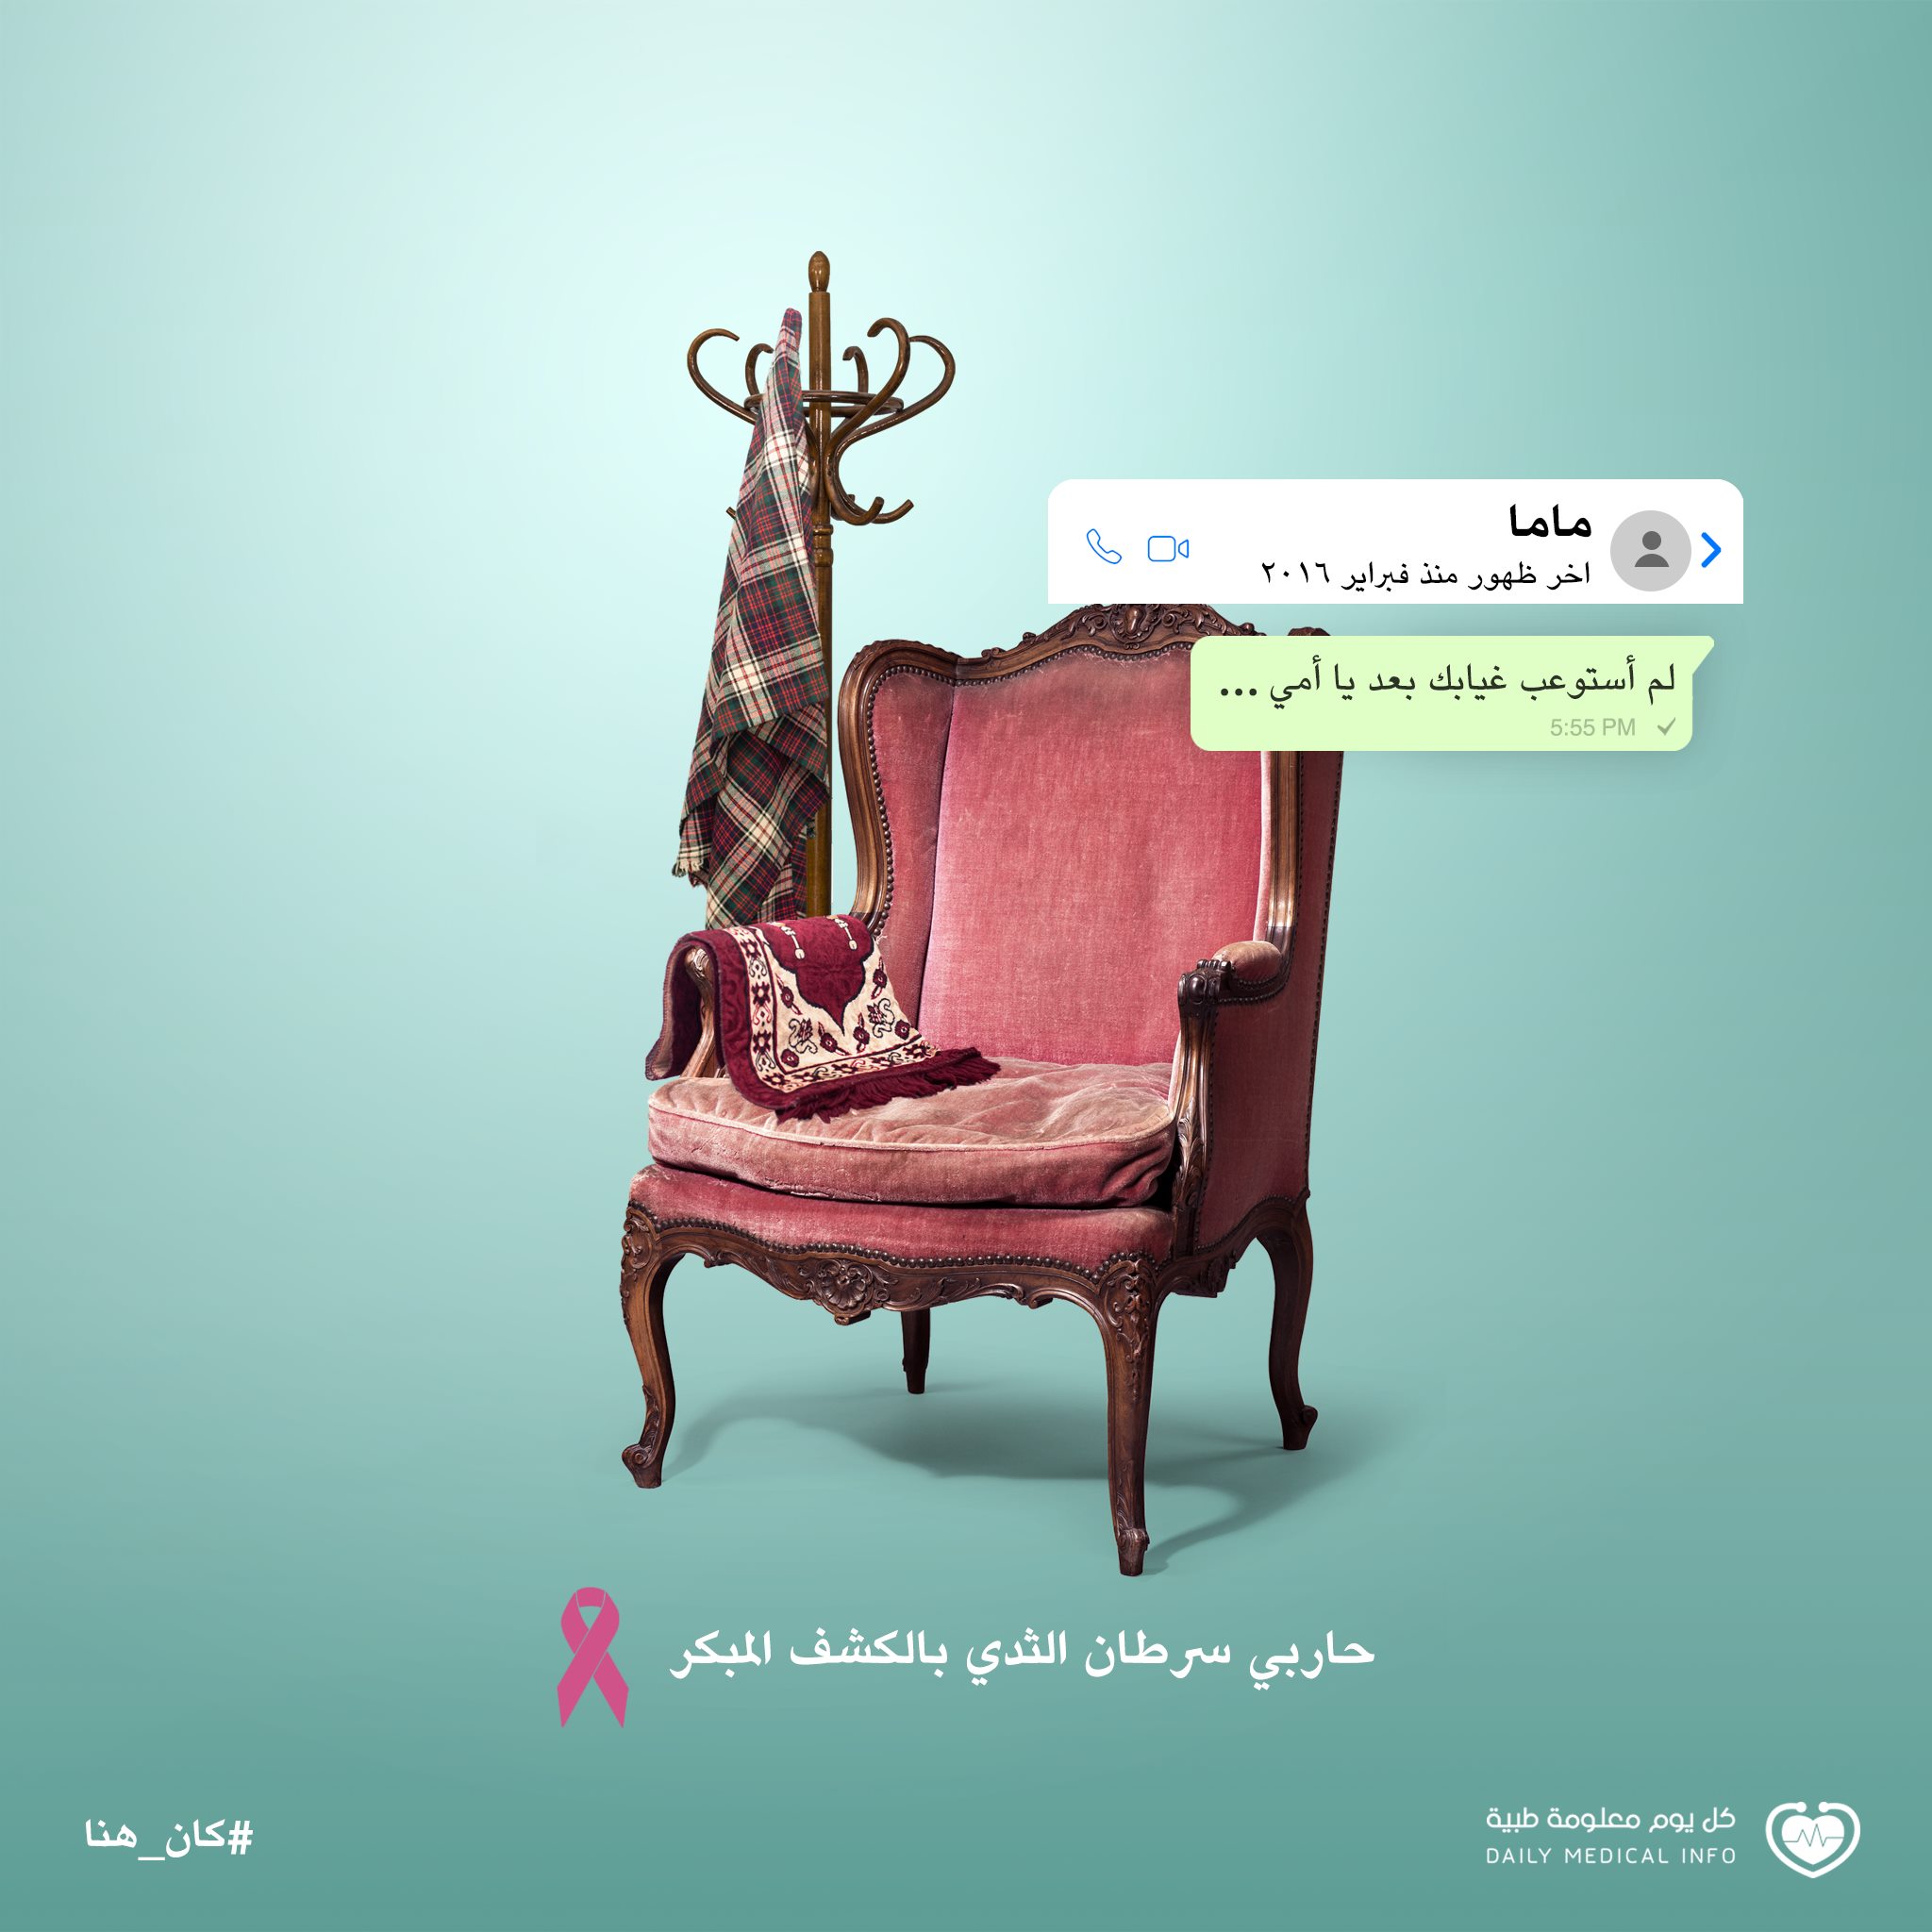 ماما
اخر ظهور منذ فبراير ٢٠١٦
لم أستوعب غيابك بعد يا أمي ...
5:55 PM
حاربي سرطان الثدي بالكشف المبكر
كل يوم معلومة طبية
DAILY MEDICAL INFO
#كان_هنا